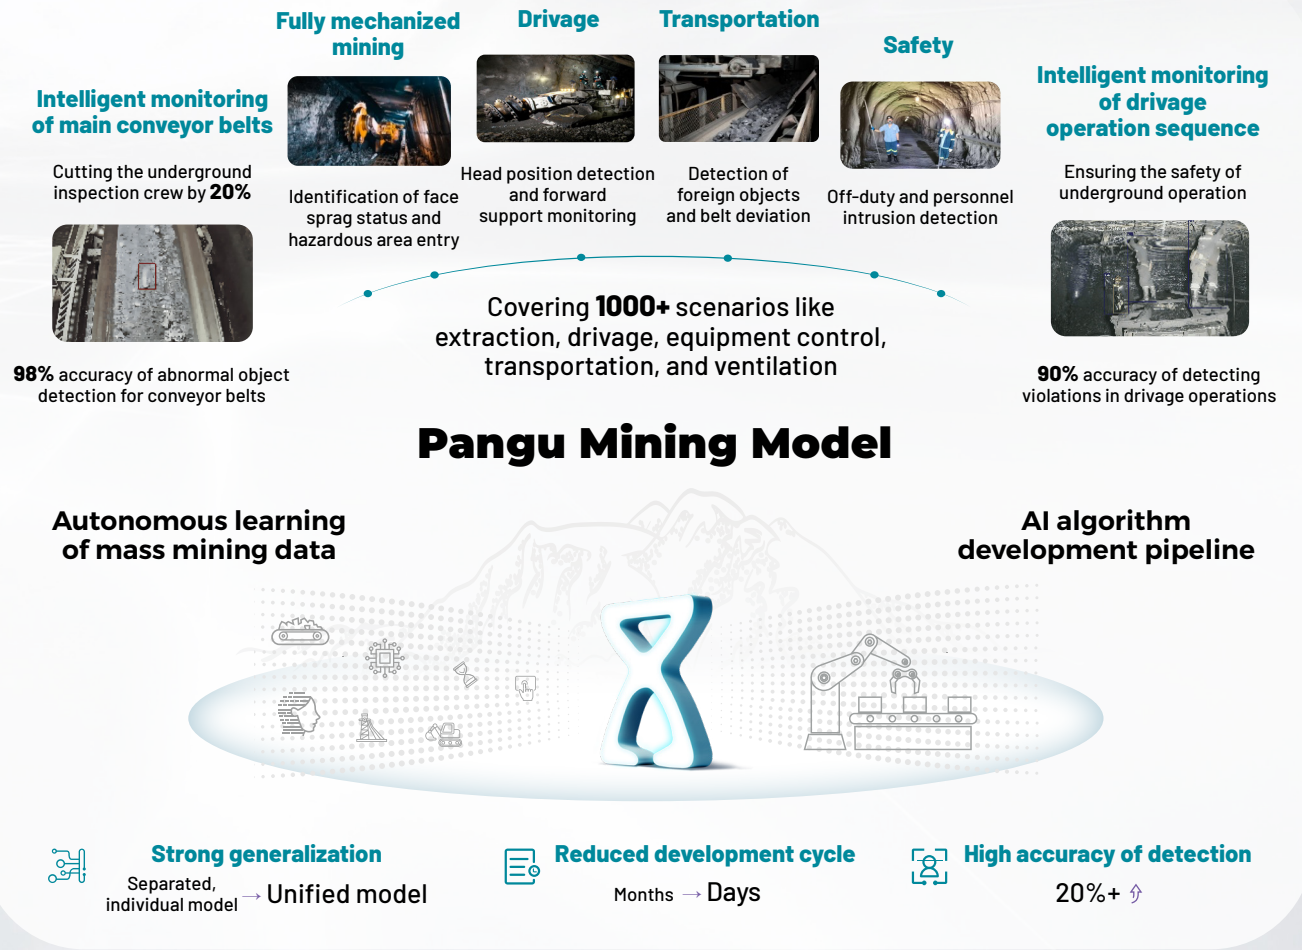 Intelligent monitoring
of main conveyor belts
Cutting the underground
inspection crew by 20%
98% accuracy of abnormal object
detection for conveyor belts
Fully mechanized
mining
Identification of face
sprag status and
hazardous area entry
Drivage
Head position detection
and forward
support monitoring
Transportation
Detection of
foreign objects
and belt deviation
Safety
Off-duty and personnel
intrusion detection
Intelligent monitoring
of drivage
operation sequence
Ensuring the safety of
underground operation
90% accuracy of detecting
violations in drivage operations
Covering 1000+ scenarios like
extraction, drivage, equipment control,
transportation, and ventilation
Pangu Mining Model
Autonomous learning
of mass mining data
AI algorithm
development pipeline
Strong generalization
Separated,
individual model → Unified model
Reduced development cycle
Months → Days
High accuracy of detection
20%+ ⇧